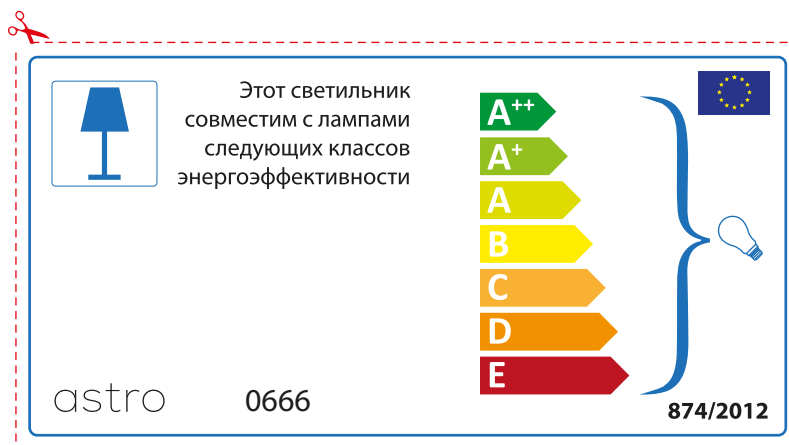 Этот светильник
совместим с лампами
следующих классов
энергоэффективности
A++
A+
A
B
C
D
E
astro
0666
874/2012